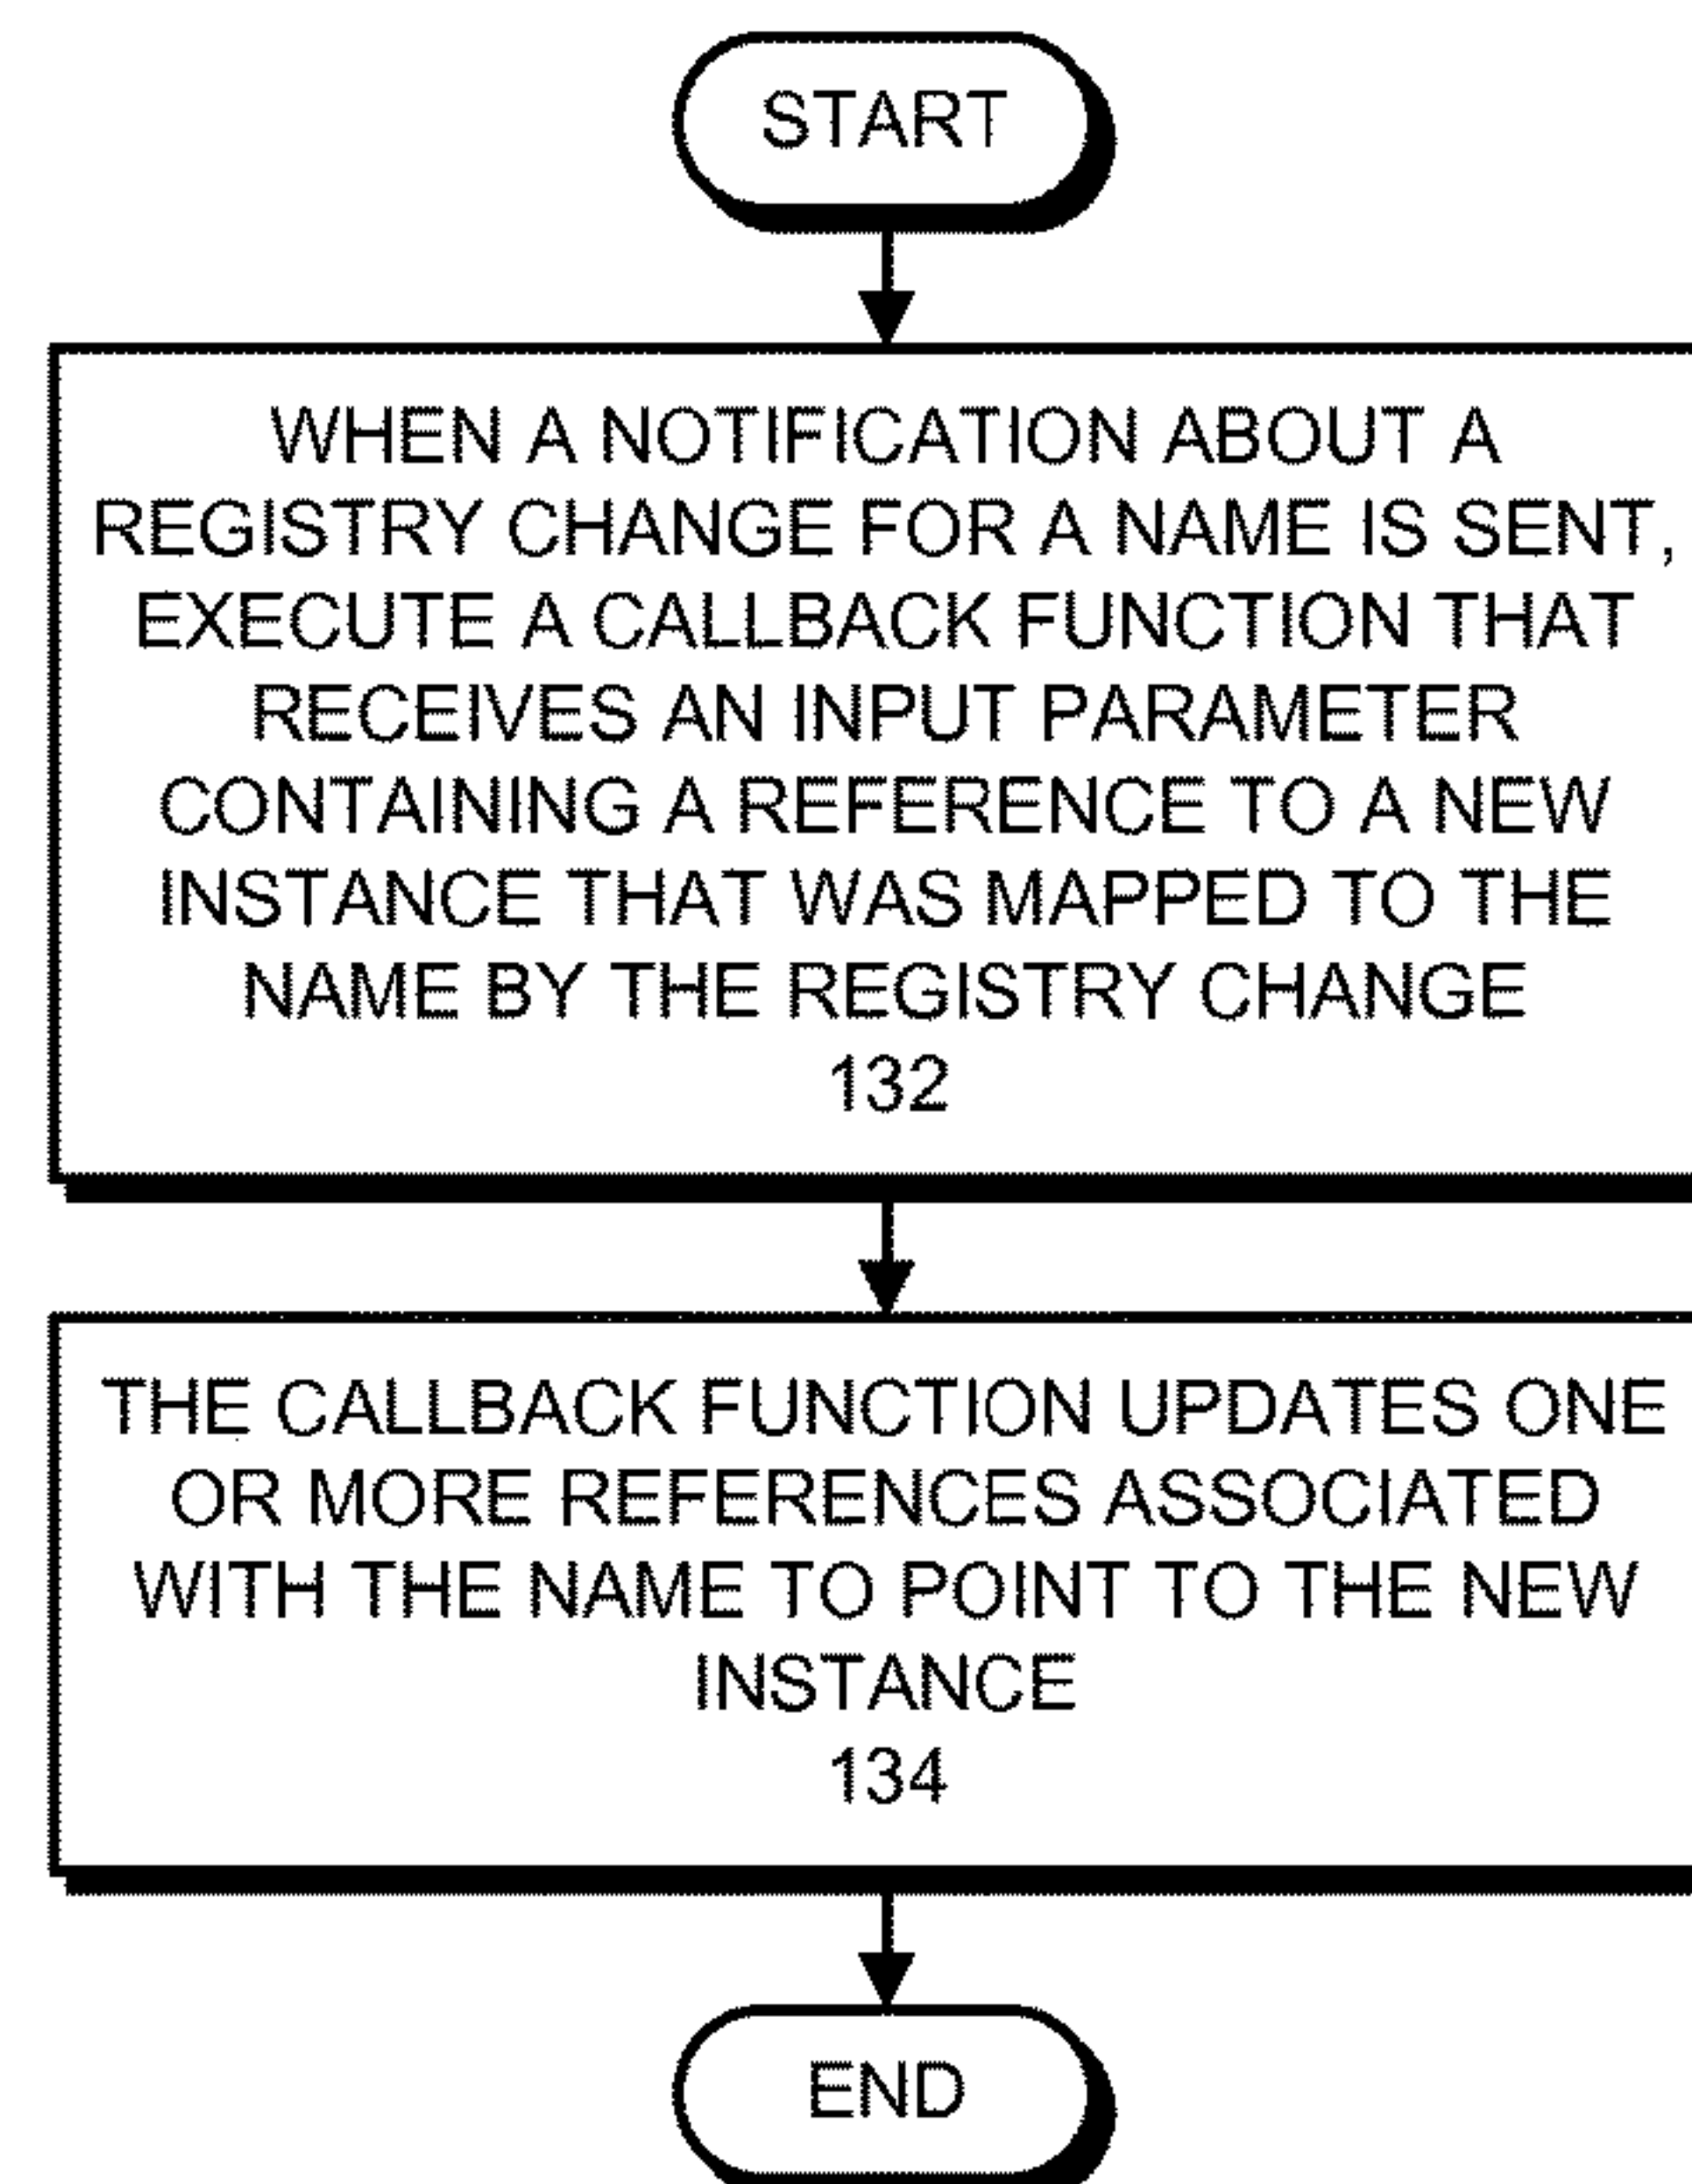 START
WHEN A NOTIFICATION ABOUT A
REGISTRY CHANGE FOR A NAME IS SENT,
EXECUTE A CALLBACK FUNCTION THAT
RECEIVES AN INPUT PARAMETER
CONTAINING A REFERENCE TO A NEW
INSTANCE THAT WAS MAPPED TO THE
NAME BY THE REGISTRY CHANGE
132
THE CALLBACK FUNCTION UPDATES ONE
OR MORE REFERENCES ASSOCIATED
WITH THE NAME TO POINT TO THE NEW
INSTANCE
134
END